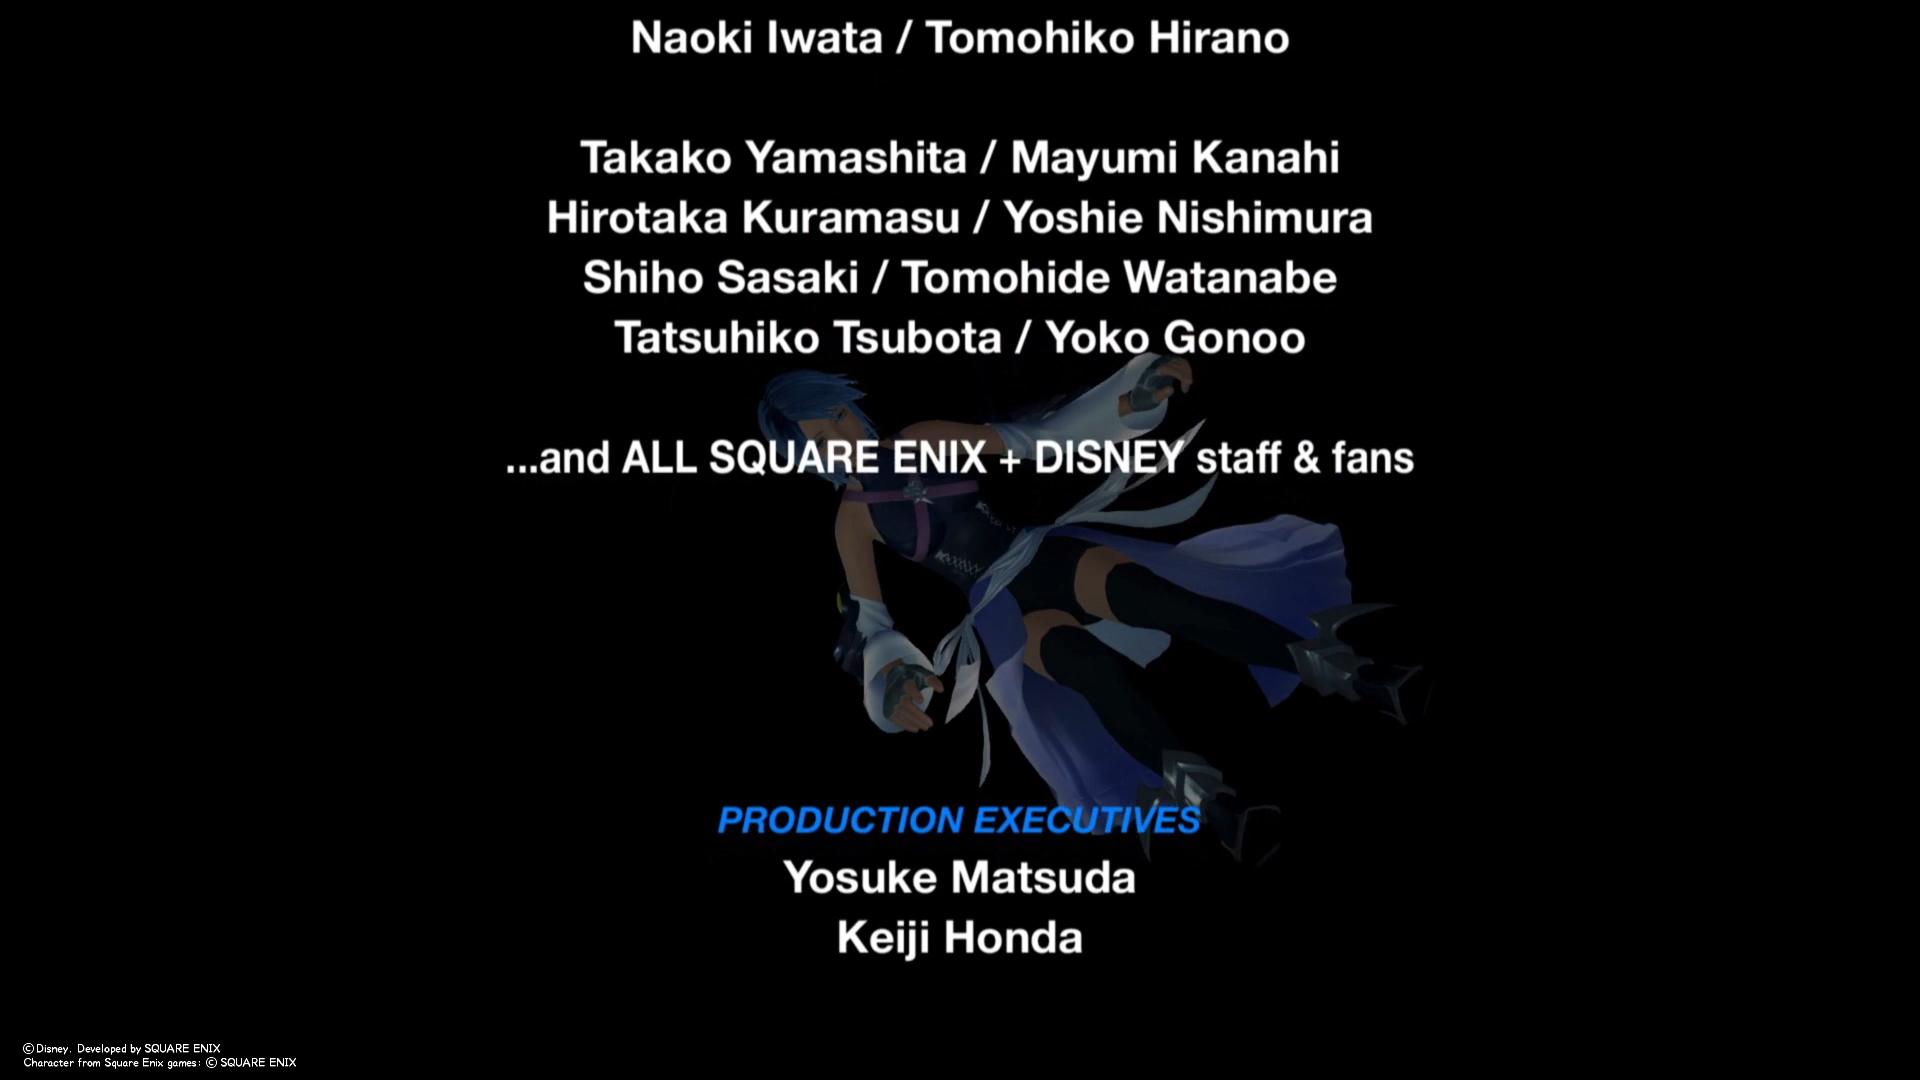 Naoki Iwata / Tomohiko Hirano
Takako Yamashita / Mayumi Kanahi
Hirotaka Kuramasu / Yoshie Nishimura
Shiho Sasaki / Tomohide Watanabe
Tatsuhiko Tsubota / Yoko Gonoo
...and ALL SQUARE ENIX + DISNEY staff & fans
PRODUCTION EXECUTIVES
Yosuke Matsuda
Keiji Honda
© Disney. Developed by SQUARE ENIX
Character from Square Enix games: © SQUARE ENIX